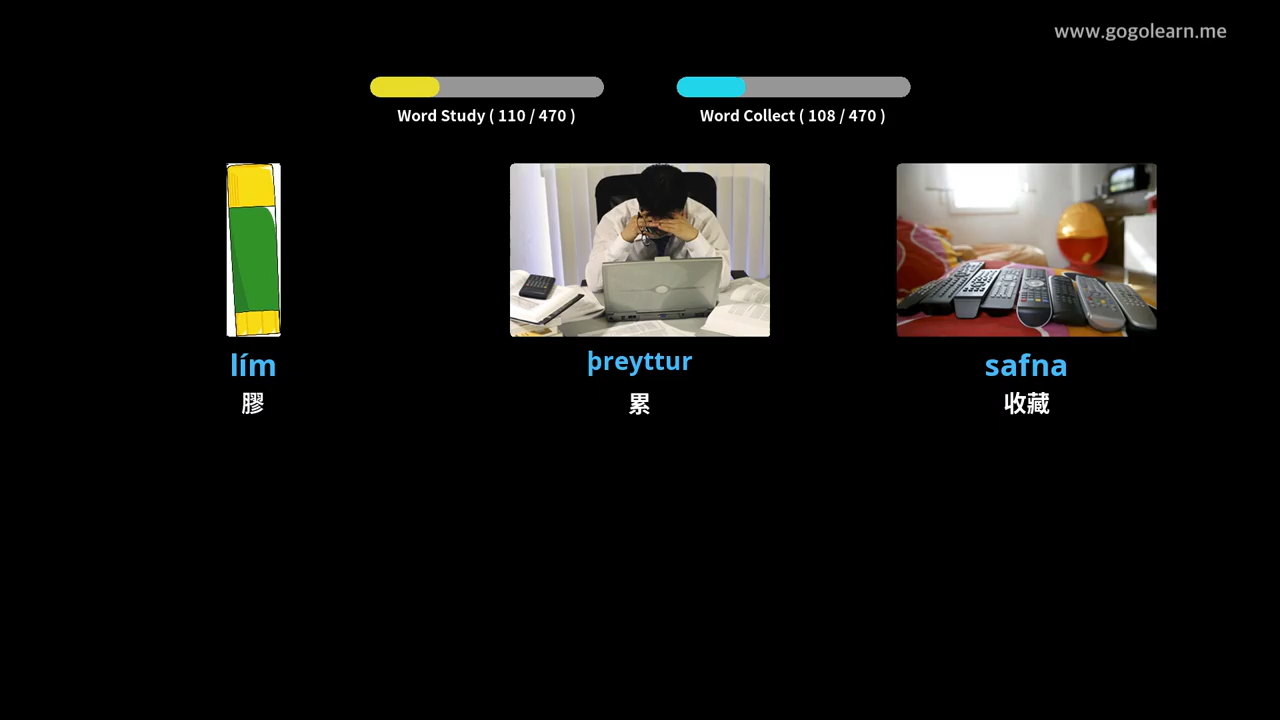 www.gogolearn.me
Word Study ( 110 / 470 )
Word Collect ( 108 / 470 )
lím
þreyttur
safna
膠
累
收藏